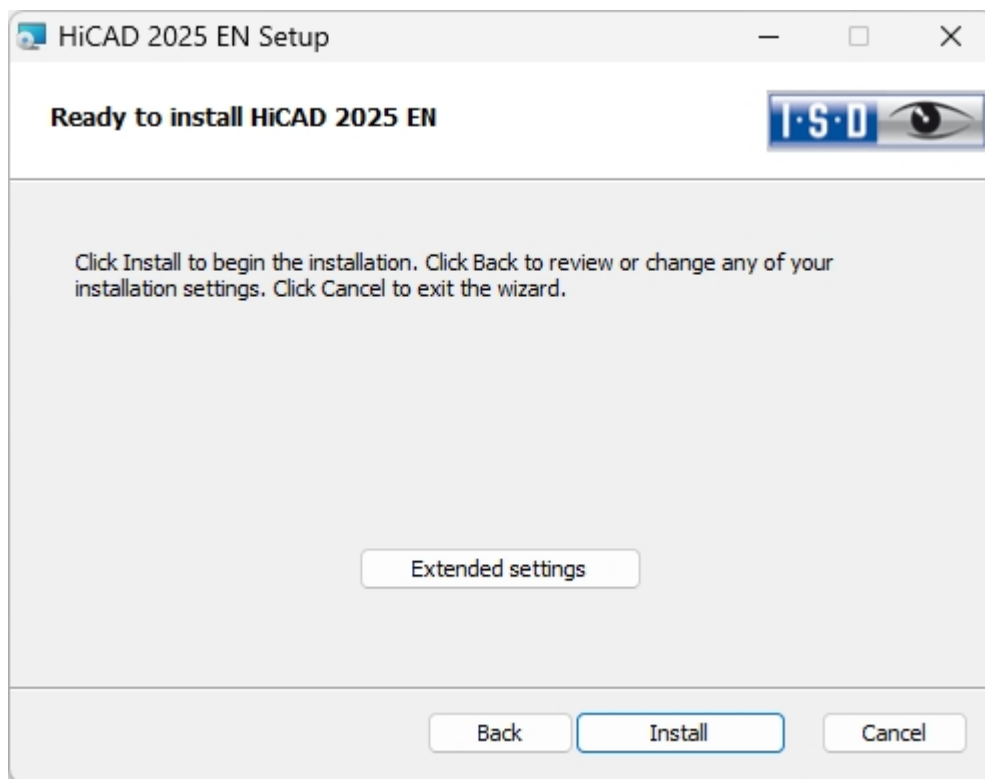 HiCAD 2025 EN Setup
Ready to install HiCAD 2025 EN
I·S·D
Click Install to begin the installation. Click Back to review or change any of your
installation settings. Click Cancel to exit the wizard.
Extended settings
Back
Install
Cancel